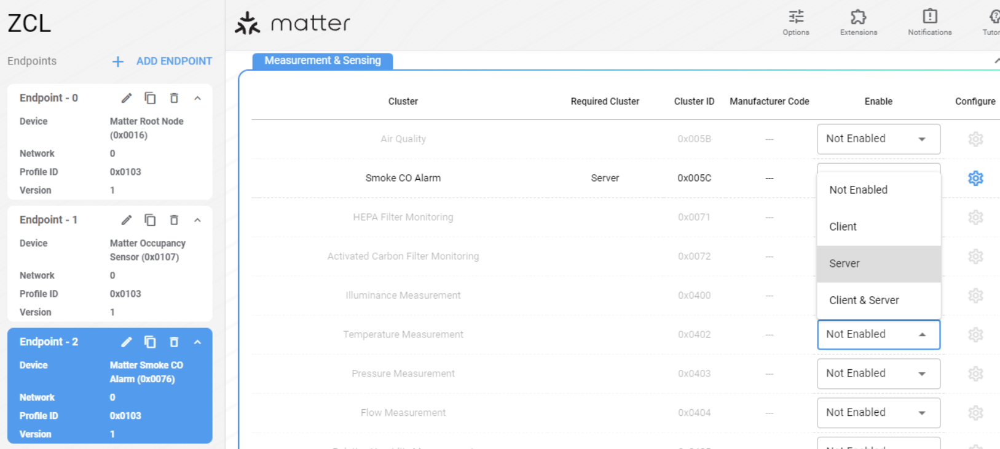 ZCL
matter
Options
Extensions
Notifications
Endpoints
ADD ENDPOINT
Measurement & Sensing
Endpoint - 0
Device
Matter Root Node
(0x0016)
Network
0
Profile ID
0x0103
Version
1
Endpoint - 1
Device
Matter Occupancy
Sensor (0x0107)
Network
0
Profile ID
0x0103
Version
1
Endpoint - 2
Device
Matter Smoke CO
Alarm (0x0076)
Network
0
Profile ID
0x0103
Version
1
Cluster Required Cluster Cluster ID Manufacturer Code Enable Configure
Air Quality 0x005B --- Not Enabled
Smoke CO Alarm Server 0x005C ---
HEPA Filter Monitoring 0x0071 ---
Activated Carbon Filter Monitoring 0x0072 ---
Illuminance Measurement 0x0400 ---
Not Enabled
Client
Server
Client & Server
Temperature Measurement 0x0402 --- Not Enabled
Pressure Measurement 0x0403 --- Not Enabled
Flow Measurement 0x0404 --- Not Enabled